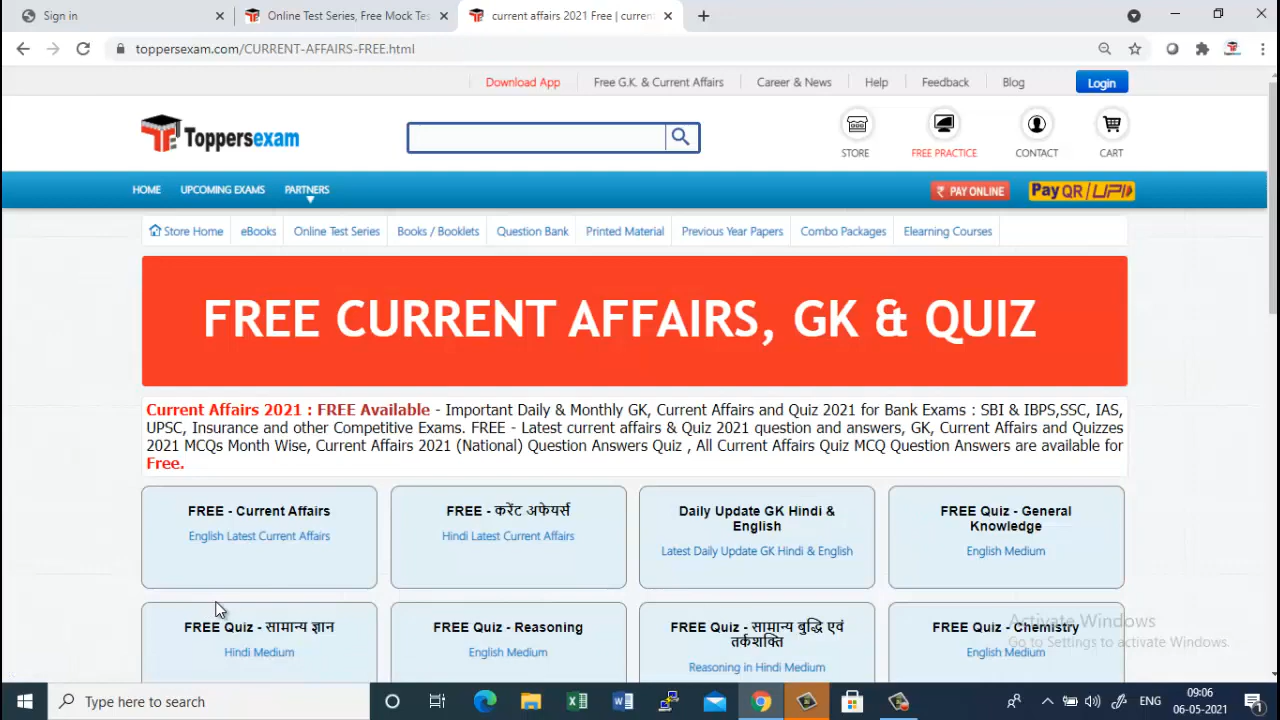 Sign in
Online Test Series, Free Mock Tes
current affairs 2021 Free | curren
toppersexam.com/CURRENT-AFFAIRS-FREE.html
Download App
Free G.K. & Current Affairs
Career & News
Help
Feedback
Blog
Login
Toppersexam
STORE
FREE PRACTICE
CONTACT
CART
HOME
UPCOMING EXAMS
PARTNERS
₹ PAY ONLINE
Pay QR/UPI
Store Home
eBooks
Online Test Series
Books / Booklets
Question Bank
Printed Material
Previous Year Papers
Combo Packages
Elearning Courses
FREE CURRENT AFFAIRS, GK & QUIZ
Current Affairs 2021 : FREE Available - Important Daily & Monthly GK, Current Affairs and Quiz 2021 for Bank Exams : SBI & IBPS,SSC, IAS,
UPSC, Insurance and other Competitive Exams. FREE - Latest current affairs & Quiz 2021 question and answers, GK, Current Affairs and Quizzes
2021 MCQs Month Wise, Current Affairs 2021 (National) Question Answers Quiz , All Current Affairs Quiz MCQ Question Answers are available for
Free.
FREE - Current Affairs
English Latest Current Affairs
FREE - करेंट अफेयर्स
Hindi Latest Current Affairs
Daily Update GK Hindi &
English
Latest Daily Update GK Hindi & English
FREE Quiz - General
Knowledge
English Medium
FREE Quiz - सामान्य ज्ञान
Hindi Medium
FREE Quiz - Reasoning
English Medium
FREE Quiz - सामान्य बुद्धि एवं
तर्कशक्ति
Reasoning in Hindi Medium
FREE Quiz - Chemistry
English Medium
Activate Windows
Go to Settings to activate Windows.
Type here to search
ENG
09:06
06-05-2021
1